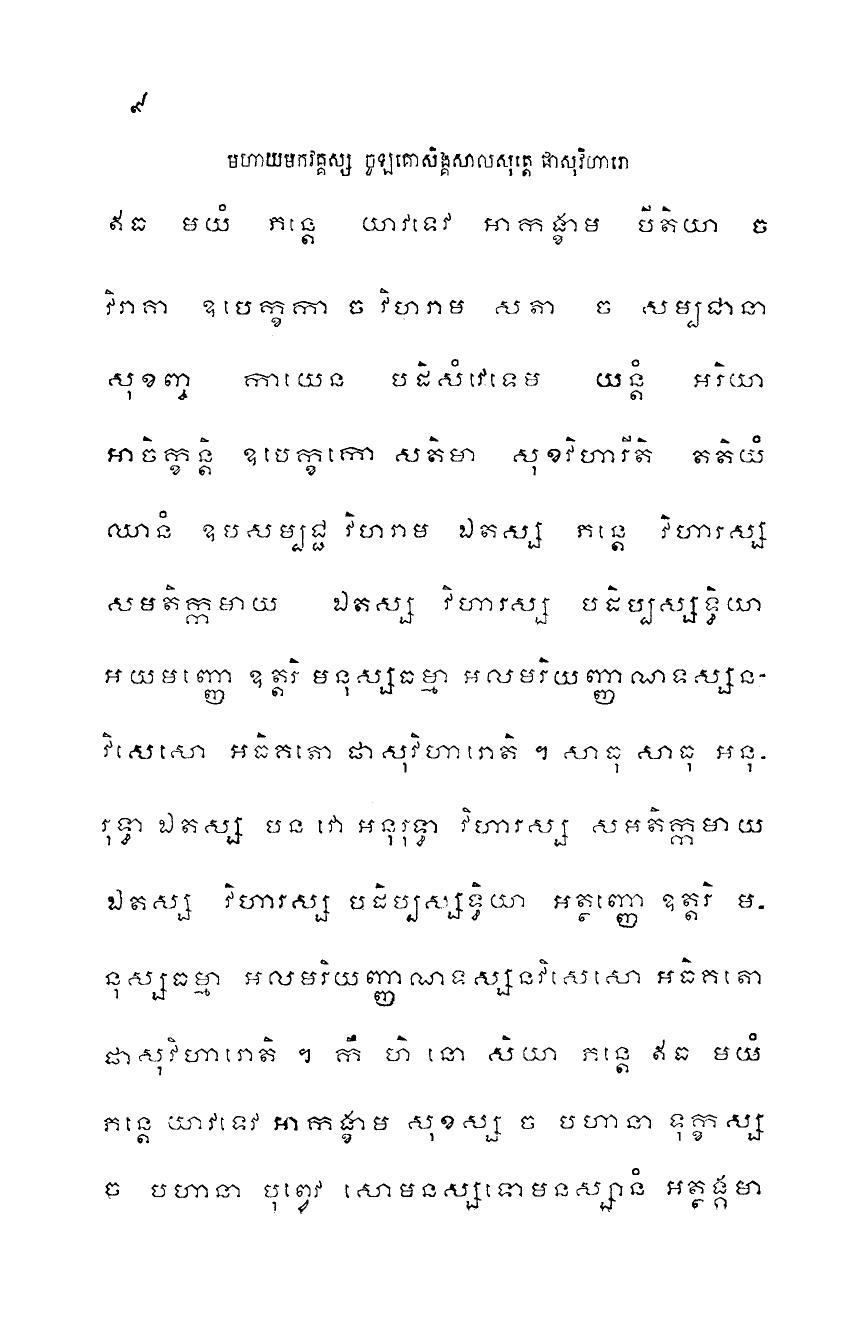 ៩
មហាយមកវគ្គស្ស ចូឡគោសិង្គសាលសុត្តេ ផាសុវិហារោ
ឥធ មយំ ភន្តេ យាវទេវ អាកង្ខាម បីតិយា ច
វិរាគា ឧបេក្ខកា ច វិហរាម សតា ច សម្បជានា
សុខញ្ច កាយេន បដិសំវេទេម យន្តំ អរិយា
អាចិក្ខន្តិ ឧបេក្ខកោ សតិមា សុខវិហារីតិ តតិយំ
ឈានំ ឧបសម្បជ្ជ វិហរាម ឯតស្ស ភន្តេ វិហារស្ស
សមតិក្កមាយ ឯតស្ស វិហារស្ស បដិប្បស្សទ្ធិយា
អយមញ្ញោ ឧត្តរិ មនុស្សធម្មា អលមរិយញ្ញាណទស្សន-
វិសេសោ អធិគតោ ផាសុវិហារោតិ ។ សាធុ សាធុ អនុ-
រុទ្ធា ឯតស្ស បន វោ អនុរុទ្ធា វិហារស្ស សមតិក្កមាយ
ឯតស្ស វិហារស្ស បដិប្បស្សទ្ធិយា អត្ថញ្ញោ ឧត្តរិ ម-
នុស្សធម្មា អលមរិយញ្ញាណទស្សនវិសេសោ អធិគតោ
ផាសុវិហារោតិ ។ កឹ ហិ នោ សិយា ភន្តេ ឥធ មយំ
ភន្តេ យាវទេវ អាកង្ខាម សុខស្ស ច បហានា ទុក្ខស្ស
ច បហានា បុព្វេវ សោមនស្សទោមនស្សានំ អត្ថង្គមា